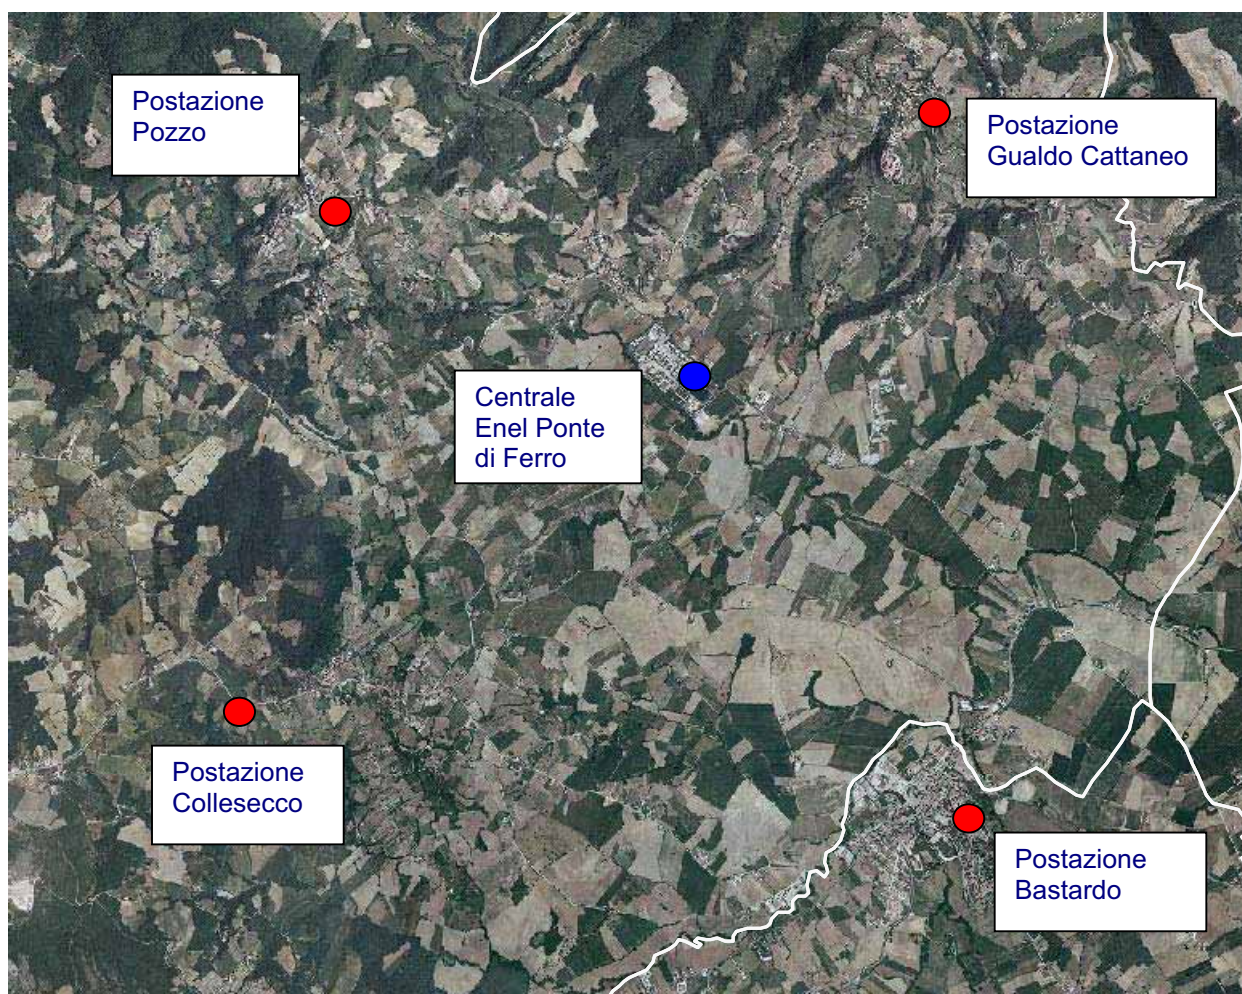 Postazione
Pozzo
Postazione
Gualdo Cattaneo
Centrale
Enel Ponte
di Ferro
Postazione
Collesecco
Postazione
Bastardo